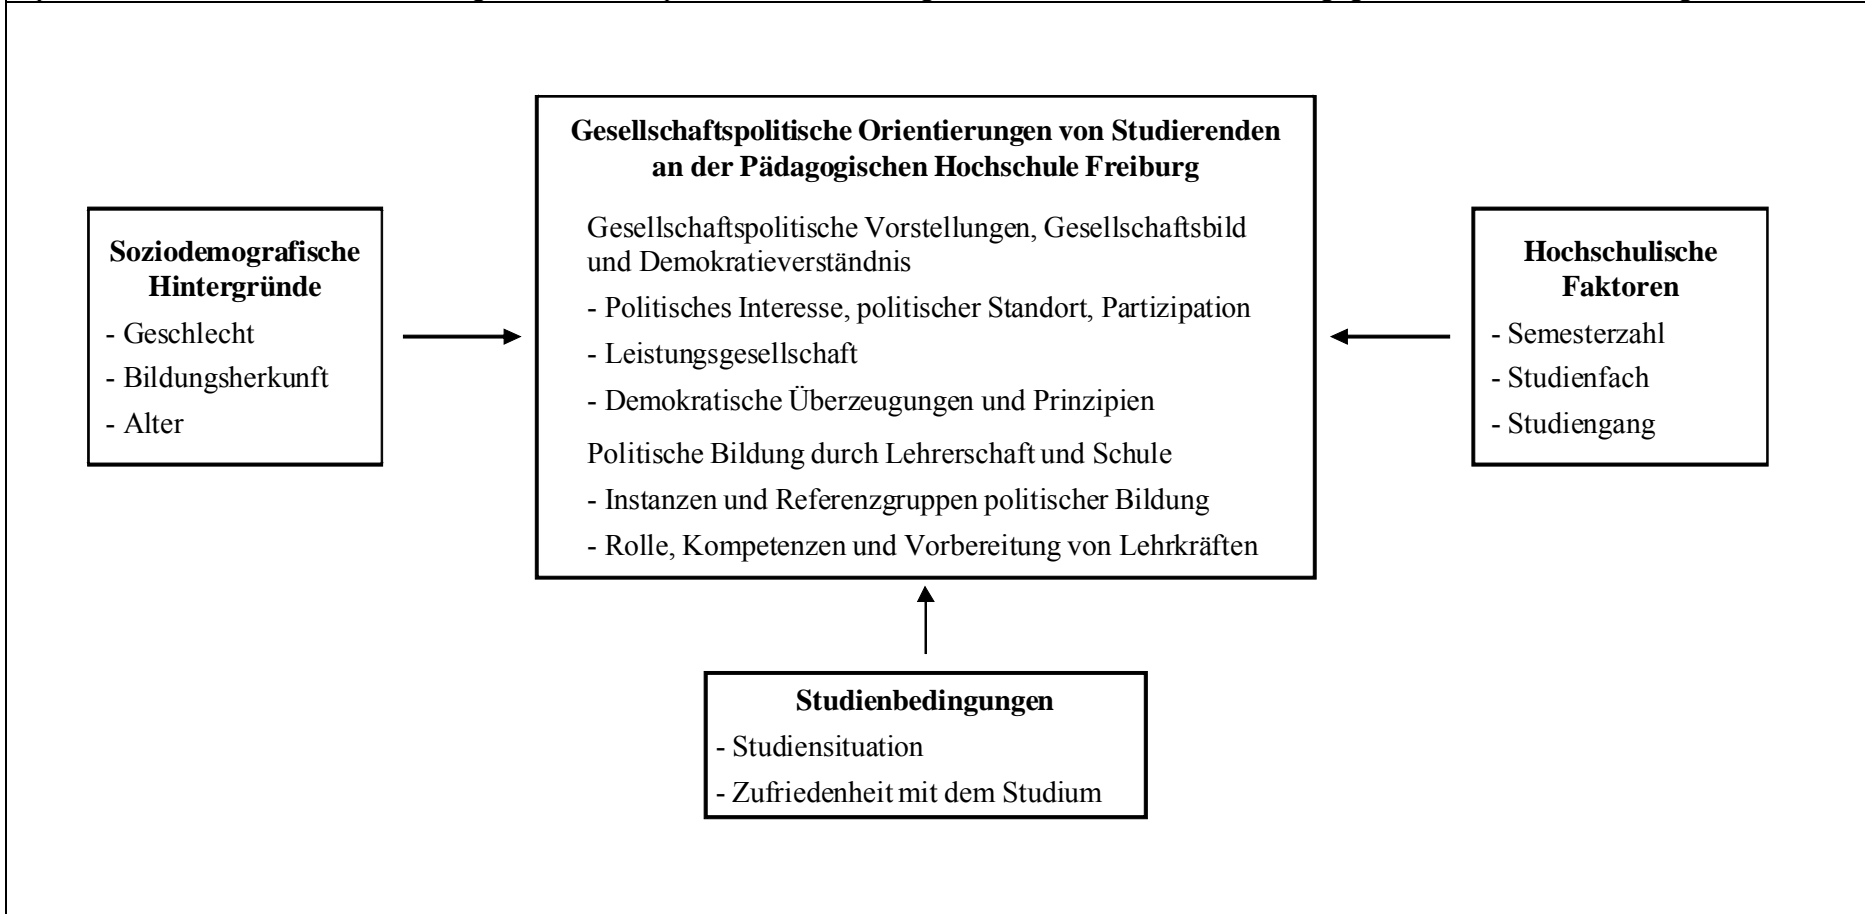 Gesellschaftspolitische Orientierungen von Studierenden
an der Pädagogischen Hochschule Freiburg
Gesellschaftspolitische Vorstellungen, Gesellschaftsbild
und Demokratieverständnis
- Politisches Interesse, politischer Standort, Partizipation
- Leistungsgesellschaft
- Demokratische Überzeugungen und Prinzipien
Politische Bildung durch Lehrerschaft und Schule
- Instanzen und Referenzgruppen politischer Bildung
- Rolle, Kompetenzen und Vorbereitung von Lehrkräften
Soziodemografische
Hintergründe
- Geschlecht
- Bildungsherkunft
- Alter
Hochschulische
Faktoren
- Semesterzahl
- Studienfach
- Studiengang
Studienbedingungen
- Studiensituation
- Zufriedenheit mit dem Studium